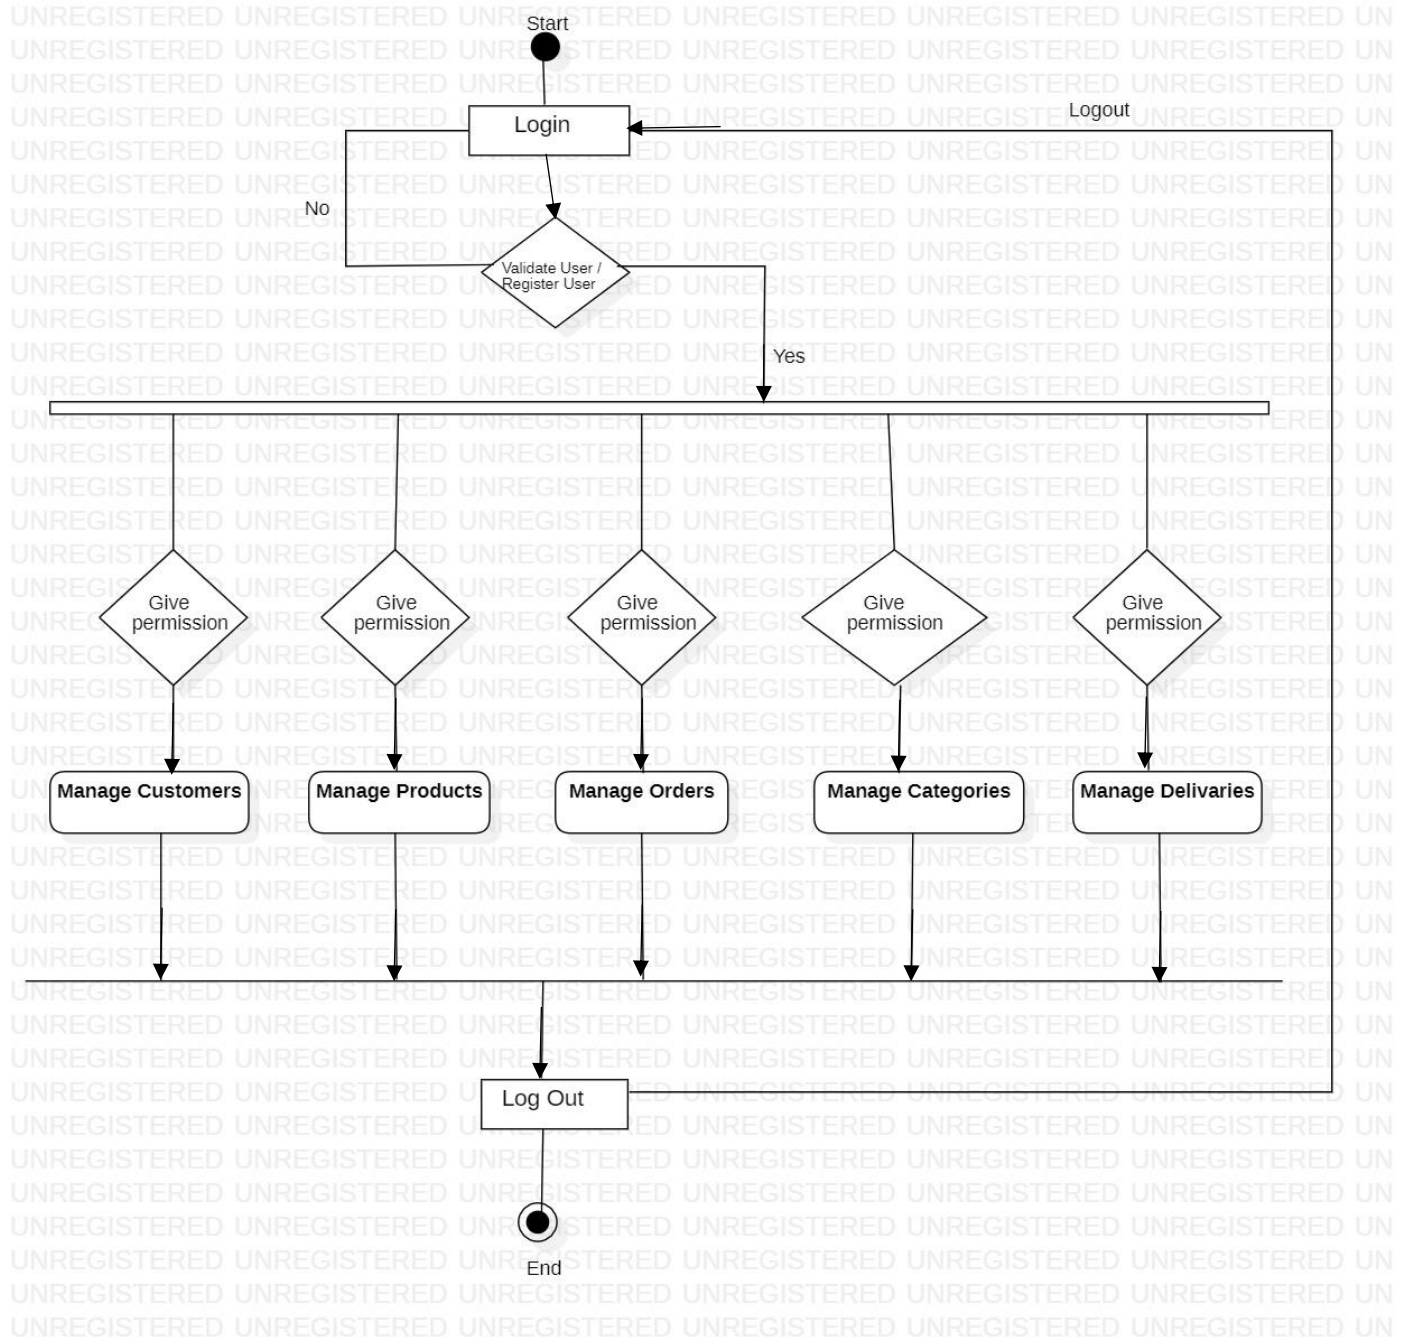 Start
Login
Logout
No
Validate User /
Register User
Yes
Give
permission
Give
permission
Give
permission
Give
permission
Give
permission
Manage Customers
Manage Products
Manage Orders
Manage Categories
Manage Delivaries
Log Out
End